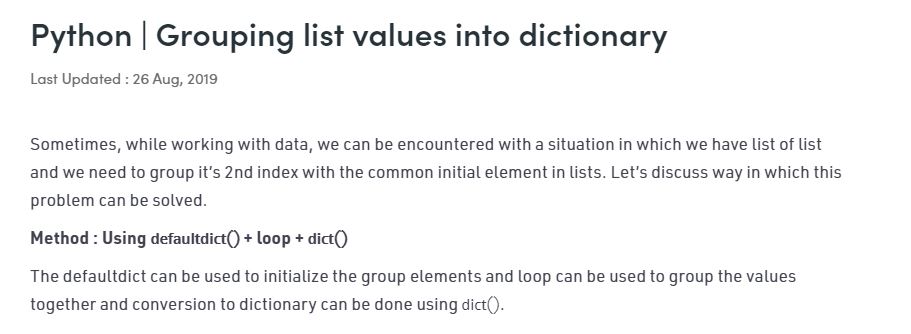 Python | Grouping list values into dictionary
Last Updated : 26 Aug, 2019
Sometimes, while working with data, we can be encountered with a situation in which we have list of list
and we need to group it's 2nd index with the common initial element in lists. Let's discuss way in which this
problem can be solved.
Method : Using defaultdict() + loop + dict()
The defaultdict can be used to initialize the group elements and loop can be used to group the values
together and conversion to dictionary can be done using dict().